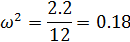 ω² = 2.2/12 = 0.18